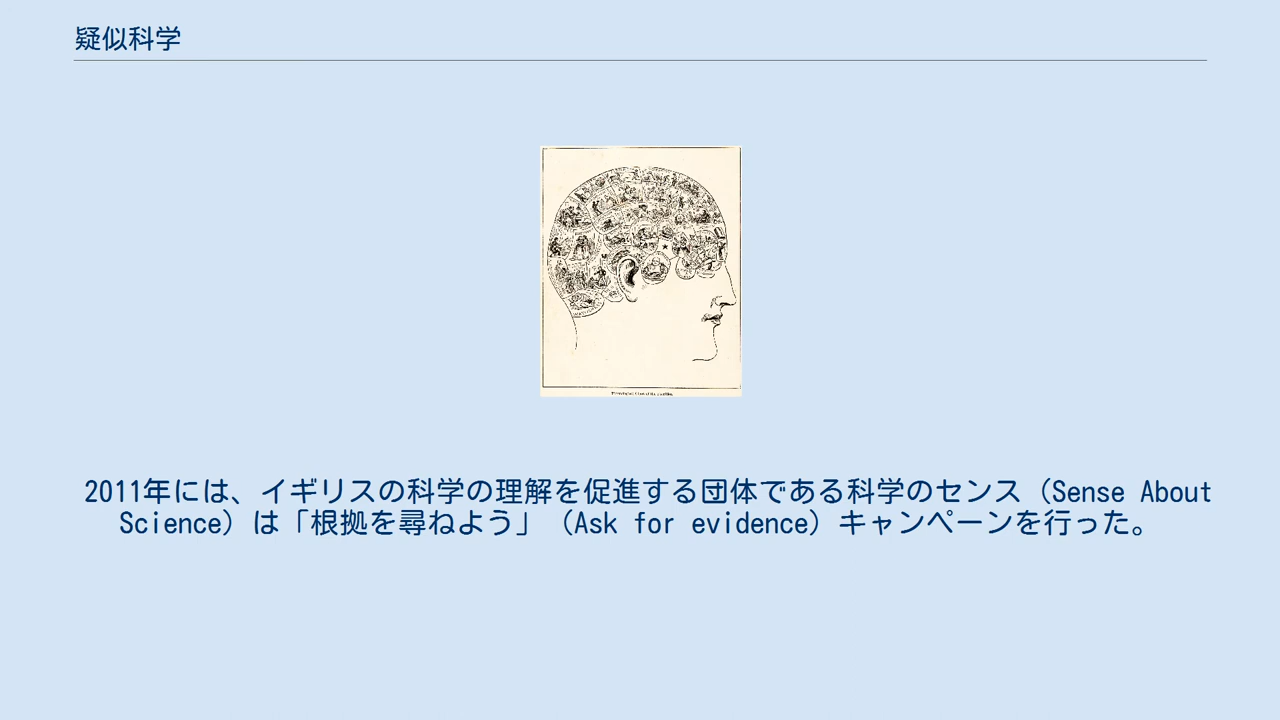 疑似科学
2011年には、イギリスの科学の理解を促進する団体である科学のセンス（Sense About
Science）は「根拠を尋ねよう」（Ask for evidence）キャンペーンを行った。